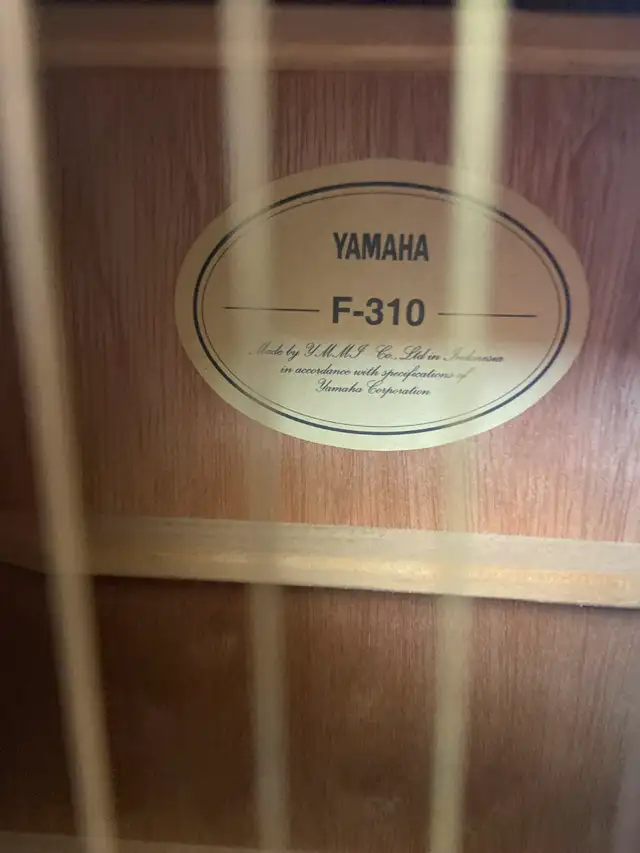 YAMAHA
F-310
Made by YMMI Co., Ltd in Indonesia
in accordance with specifications of
Yamaha Corporation